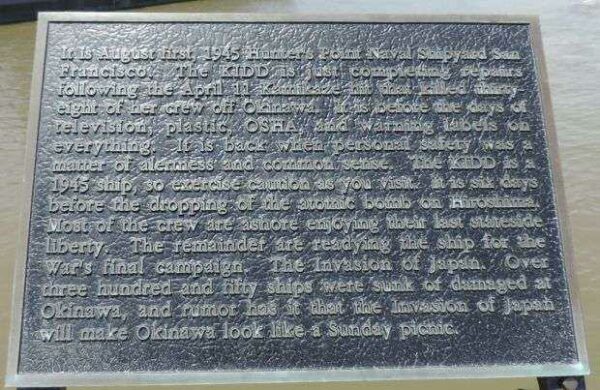 It is August first, 1945 Hunters Point Naval Shipyard San
Francisco. The KIDD is just completing repairs
following the April 11 Kamikaze hit that killed thirty
eight of her crew off Okinawa. It is before the days of
television, plastic, OSHA, and warning labels on
everything. It is back when personal safety was a
matter of alertness and common sense. The KIDD is a
1945 ship, so exercise caution as you visit. It is six days
before the dropping of the atomic bomb on Hiroshima.
Most of the crew are ashore enjoying their last stateside
liberty. The remainder are readying the ship for the
war's final campaign. The Invasion of Japan. Over
three hundred and fifty ships were sunk or damaged at
Okinawa, and rumor has it that the Invasion of Japan
will make Okinawa look like a Sunday picnic.